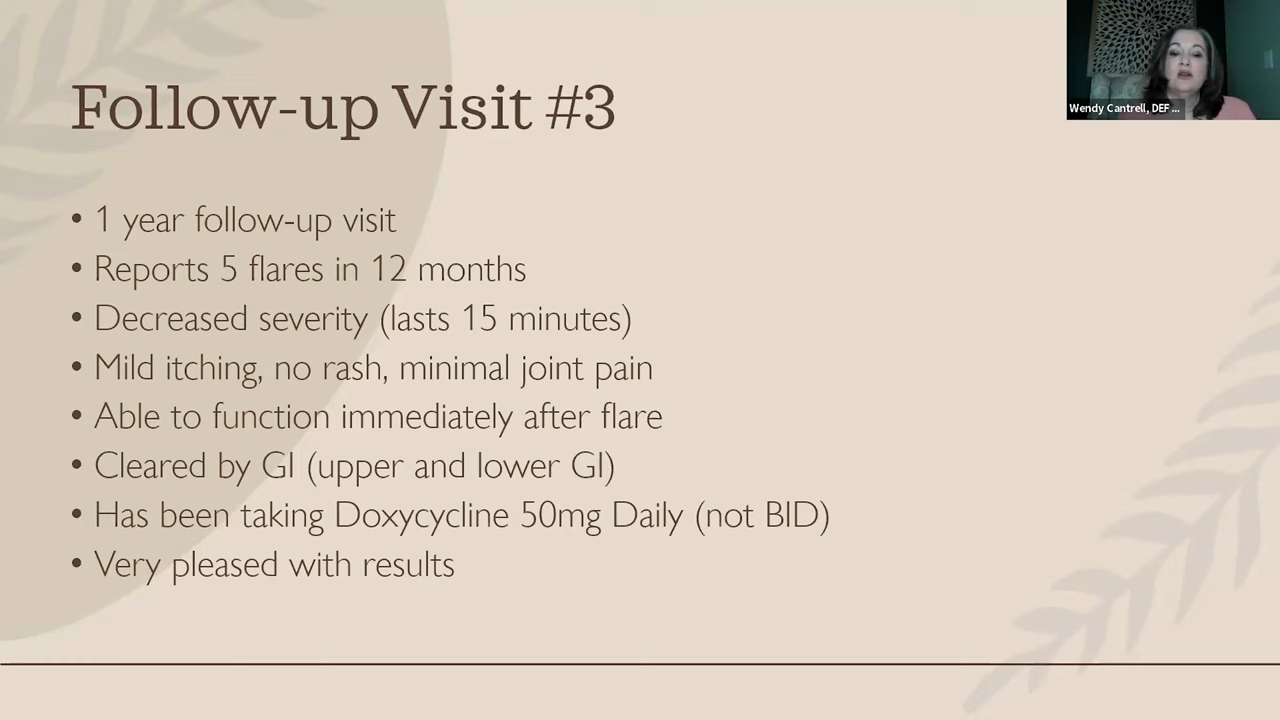 Follow-up Visit #3
Wendy Cantrell, DEF ...
• 1 year follow-up visit
• Reports 5 flares in 12 months
• Decreased severity (lasts 15 minutes)
• Mild itching, no rash, minimal joint pain
• Able to function immediately after flare
• Cleared by GI (upper and lower GI)
• Has been taking Doxycycline 50mg Daily (not BID)
• Very pleased with results